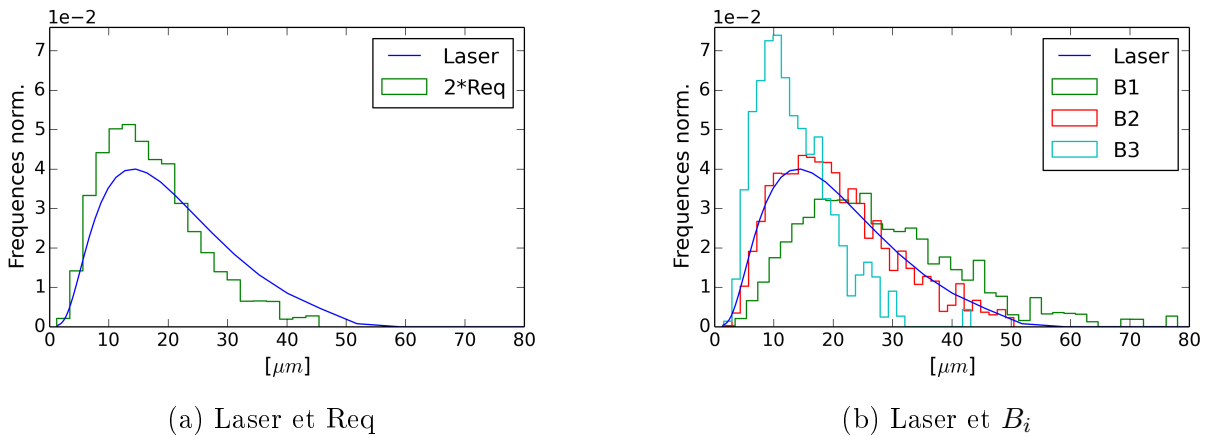 1e−2
Frequences norm.
7
6
5
4
3
2
1
0
0 10 20 30 40 50 60 70 80
[μm]
Laser
2*Req
(a) Laser et Req
1e−2
Frequences norm.
7
6
5
4
3
2
1
0
0 10 20 30 40 50 60 70 80
[μm]
Laser
B1
B2
B3
(b) Laser et Bi